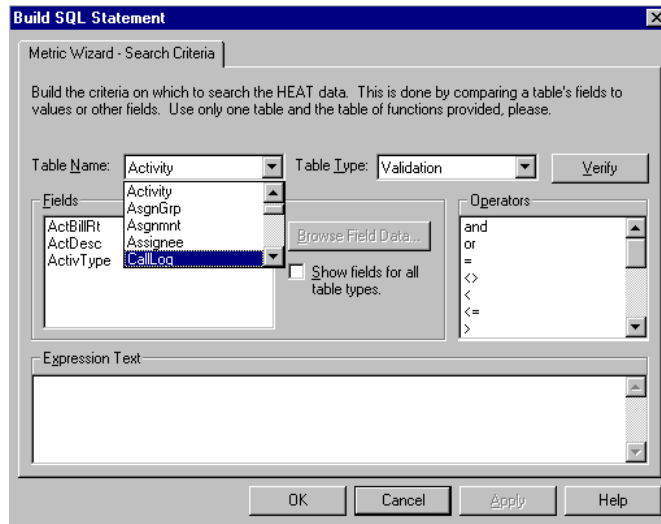 Build SQL Statement
Metric Wizard - Search Criteria
Build the criteria on which to search the HEAT data. This is done by comparing a table's fields to
values or other fields. Use only one table and the table of functions provided, please.
Table Name: Activity Table Type: Validation Verify
Activity
AsgnGrp
Asgnmnt
Assignee
CallLog
Fields
ActBillRt
ActDesc
ActivType
Browse Field Data...
Show fields for all
table types.
Operators
and
or
=
<>
<
<=
>
Expression Text
OK Cancel Apply Help